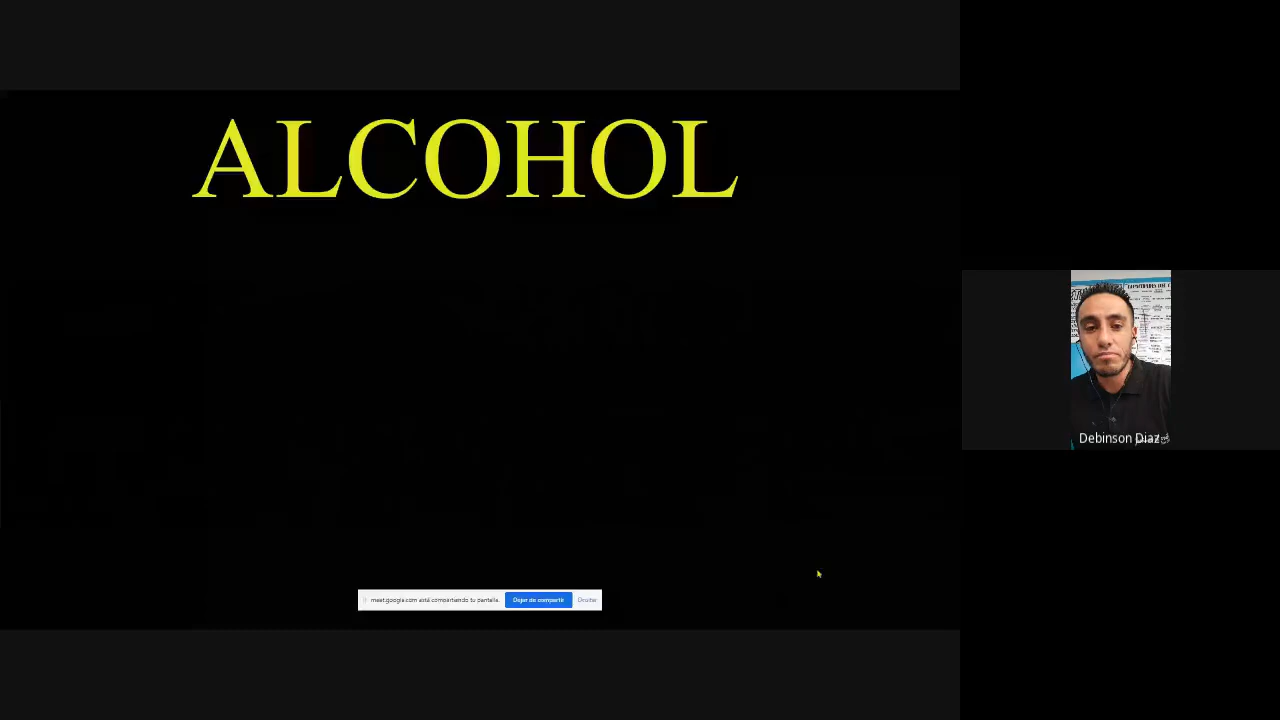 ALCOHOL
meet.google.com está compartiendo tu pantalla.
Dejar de compartir
Ocultar
Debinson Diaz